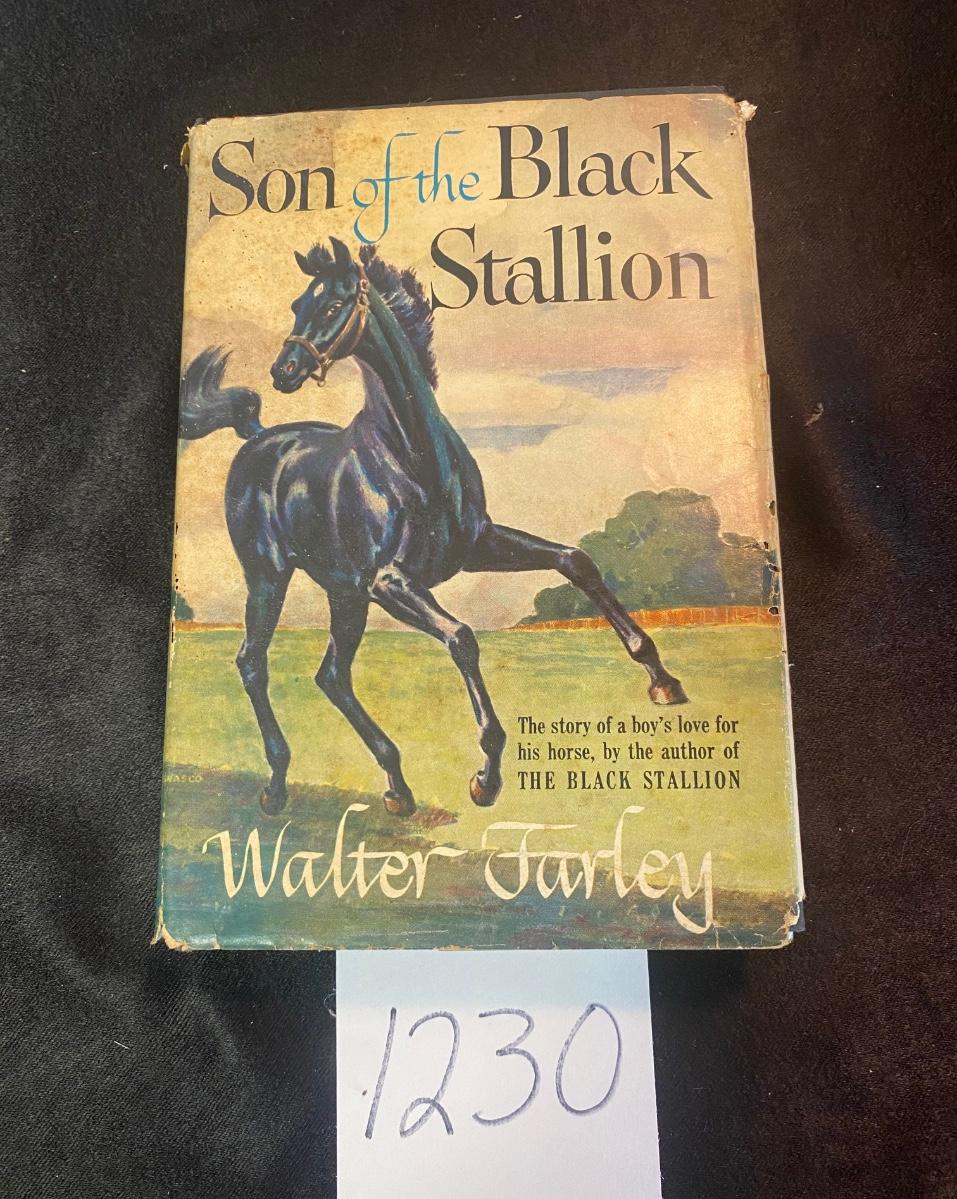 Son of the Black
Stallion
The story of a boy's love for
his horse, by the author of
THE BLACK STALLION
Walter Farley
1230